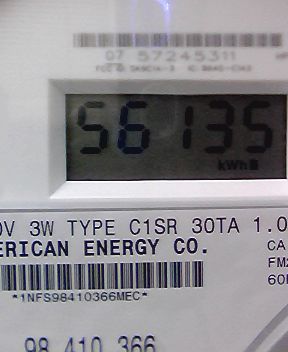 07 57245311
56135
kWh
0V 3W TYPE C1SR 30TA 1.0
ERICAN ENERGY CO.
CA
FM2
60
*1NFS98410366MEC*
98 410 366